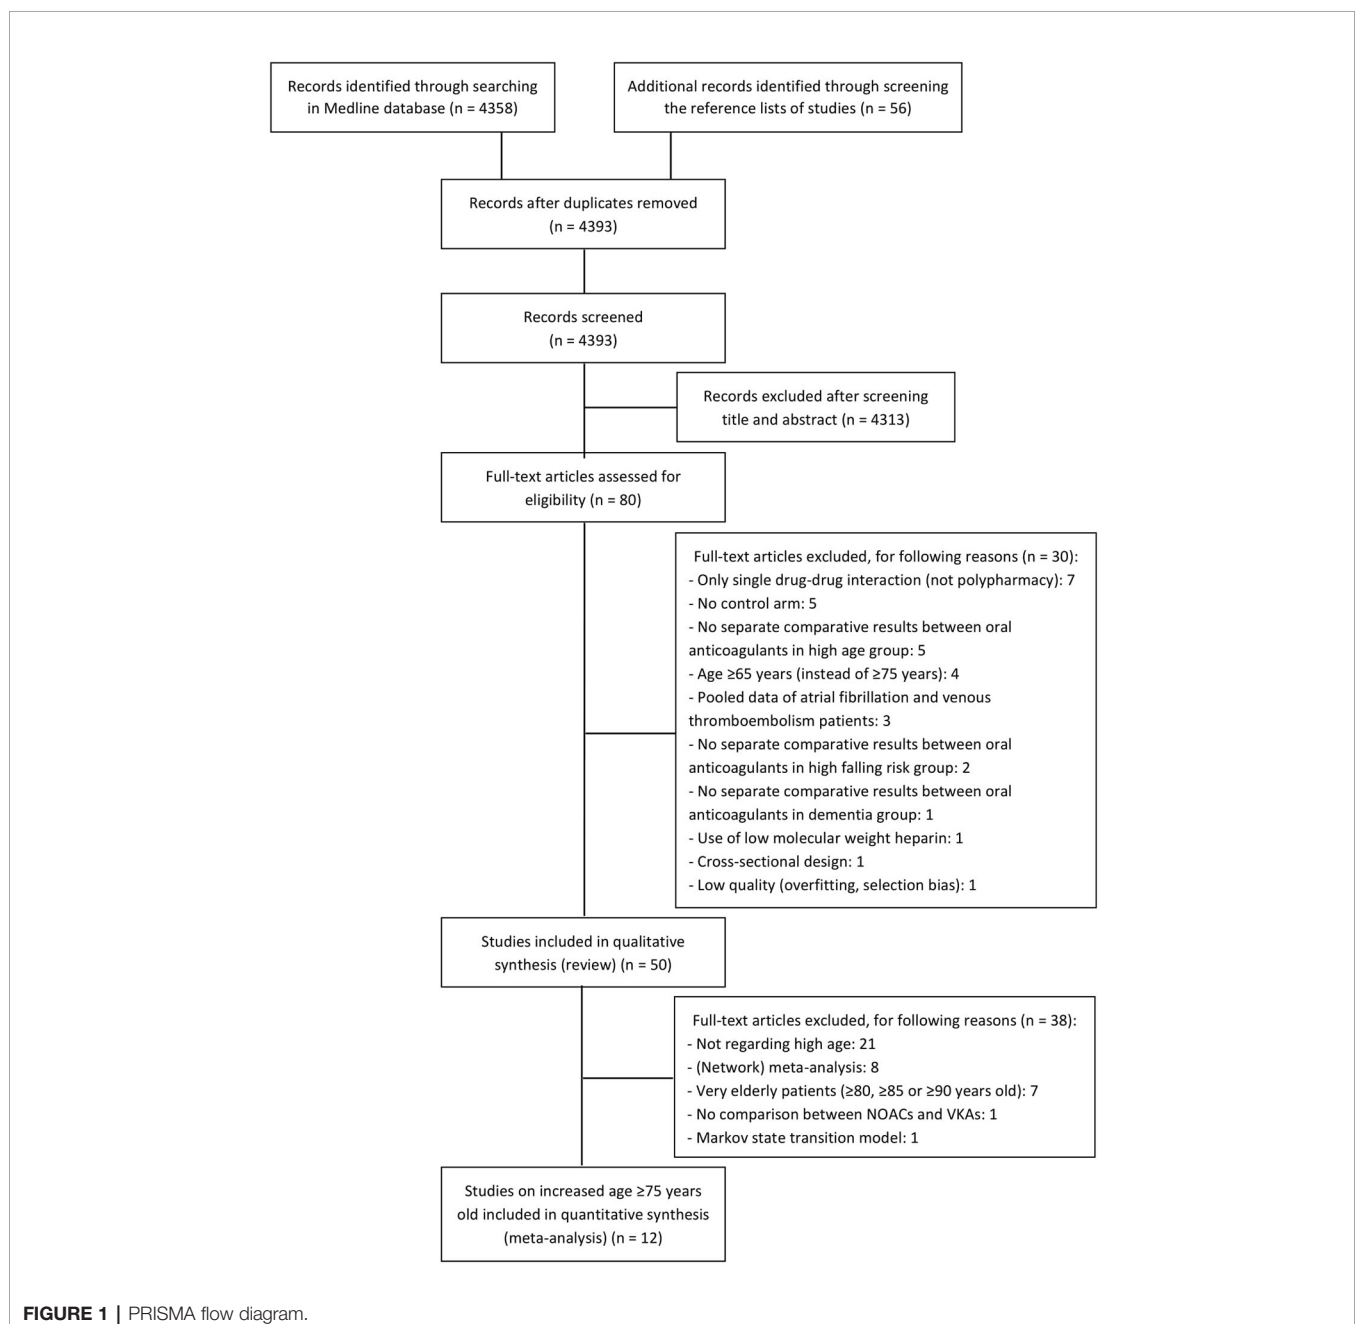 Records identified through searching
in Medline database (n = 4358)
Additional records identified through screening
the reference lists of studies (n = 56)
Records after duplicates removed
(n = 4393)
Records screened
(n = 4393)
Records excluded after screening
title and abstract (n = 4313)
Full-text articles assessed for
eligibility (n = 80)
Full-text articles excluded, for following reasons (n = 30):
- Only single drug-drug interaction (not polypharmacy): 7
- No control arm: 5
- No separate comparative results between oral
anticoagulants in high age group: 5
- Age ≥65 years (instead of ≥75 years): 4
- Pooled data of atrial fibrillation and venous
thromboembolism patients: 3
- No separate comparative results between oral
anticoagulants in high falling risk group: 2
- No separate comparative results between oral
anticoagulants in dementia group: 1
- Use of low molecular weight heparin: 1
- Cross-sectional design: 1
- Low quality (overfitting, selection bias): 1
Studies included in qualitative
synthesis (review) (n = 50)
Full-text articles excluded, for following reasons (n = 38):
- Not regarding high age: 21
- (Network) meta-analysis: 8
- Very elderly patients (≥80, ≥85 or ≥90 years old): 7
- No comparison between NOACs and VKAs: 1
- Markov state transition model: 1
Studies on increased age ≥75 years
old included in quantitative synthesis
(meta-analysis) (n = 12)
FIGURE 1 | PRISMA flow diagram.